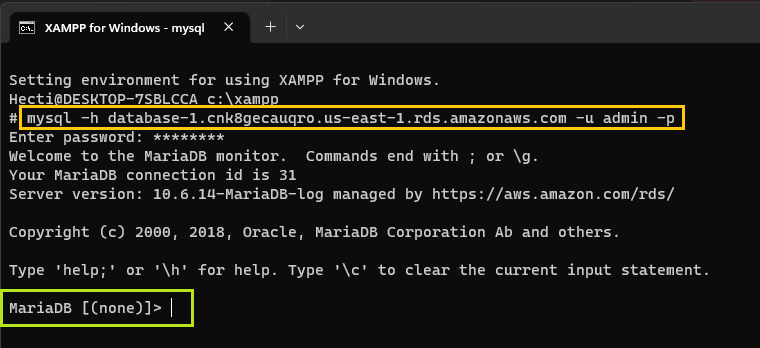 XAMPP for Windows - mysql
Setting environment for using XAMPP for Windows.
Hecti@DESKTOP-7SBLCCA c:\xampp
# mysql -h database-1.cnk8gecauqro.us-east-1.rds.amazonaws.com -u admin -p
Enter password: ********
Welcome to the MariaDB monitor.  Commands end with ; or \g.
Your MariaDB connection id is 31
Server version: 10.6.14-MariaDB-log managed by https://aws.amazon.com/rds/
Copyright (c) 2000, 2018, Oracle, MariaDB Corporation Ab and others.
Type 'help;' or '\h' for help. Type '\c' to clear the current input statement.
MariaDB [(none)]>